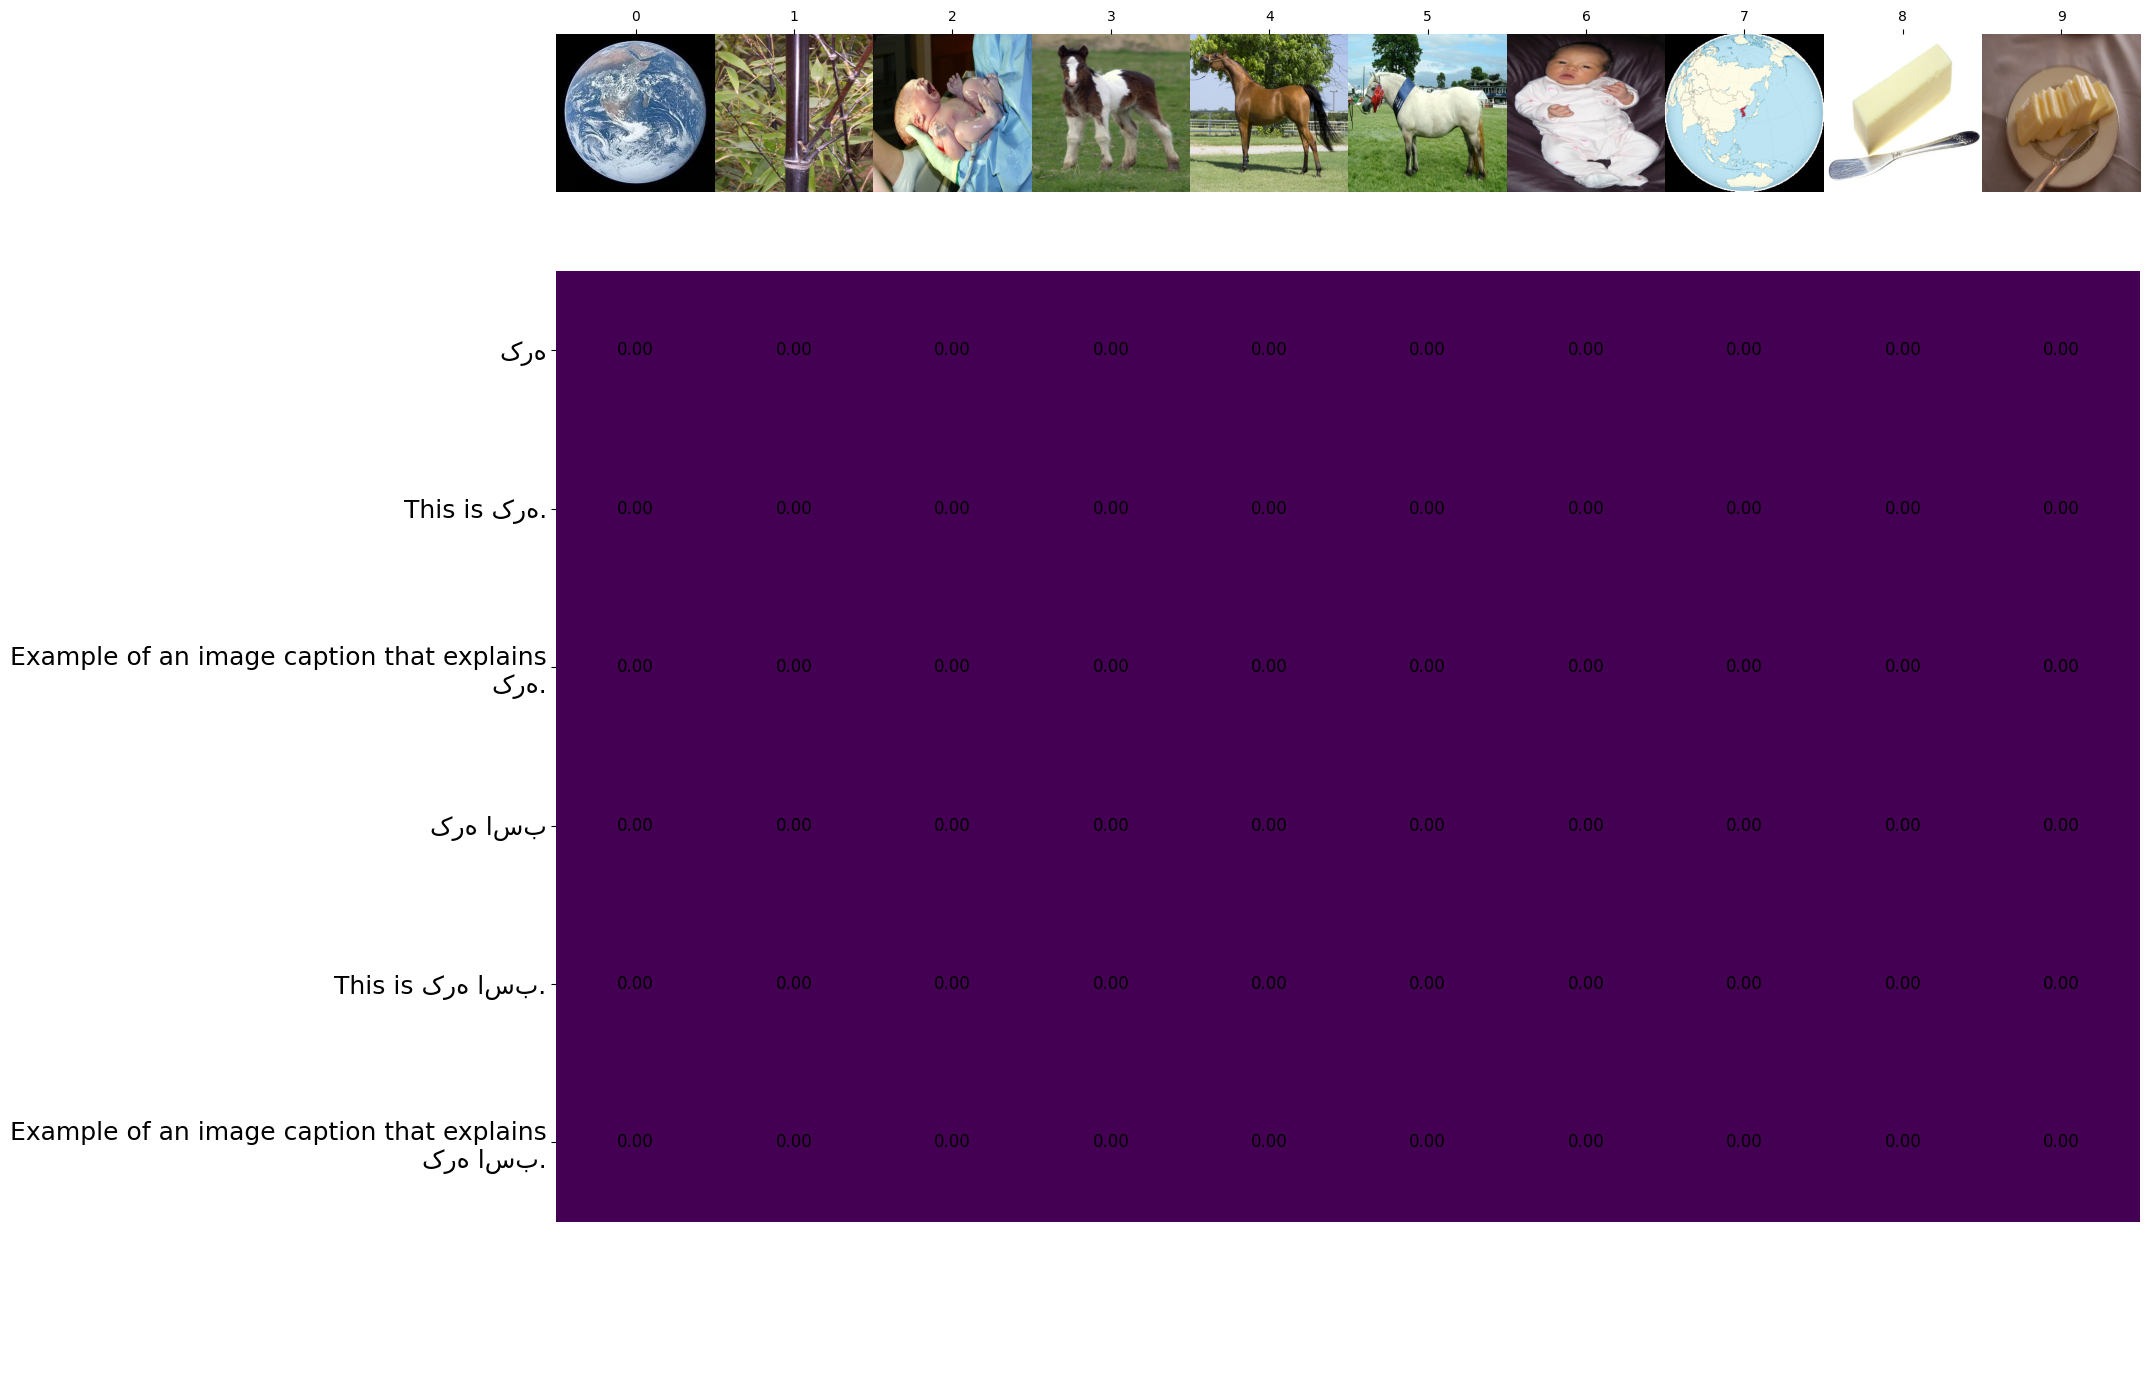 0 1 2 3 4 5 6 7 8 9
کره 0.00 0.00 0.00 0.00 0.00 0.00 0.00 0.00 0.00 0.00
This is کره. 0.00 0.00 0.00 0.00 0.00 0.00 0.00 0.00 0.00 0.00
Example of an image caption that explains
کره. 0.00 0.00 0.00 0.00 0.00 0.00 0.00 0.00 0.00 0.00
کره اسب 0.00 0.00 0.00 0.00 0.00 0.00 0.00 0.00 0.00 0.00
This is کره اسب. 0.00 0.00 0.00 0.00 0.00 0.00 0.00 0.00 0.00 0.00
Example of an image caption that explains
کره اسب. 0.00 0.00 0.00 0.00 0.00 0.00 0.00 0.00 0.00 0.00